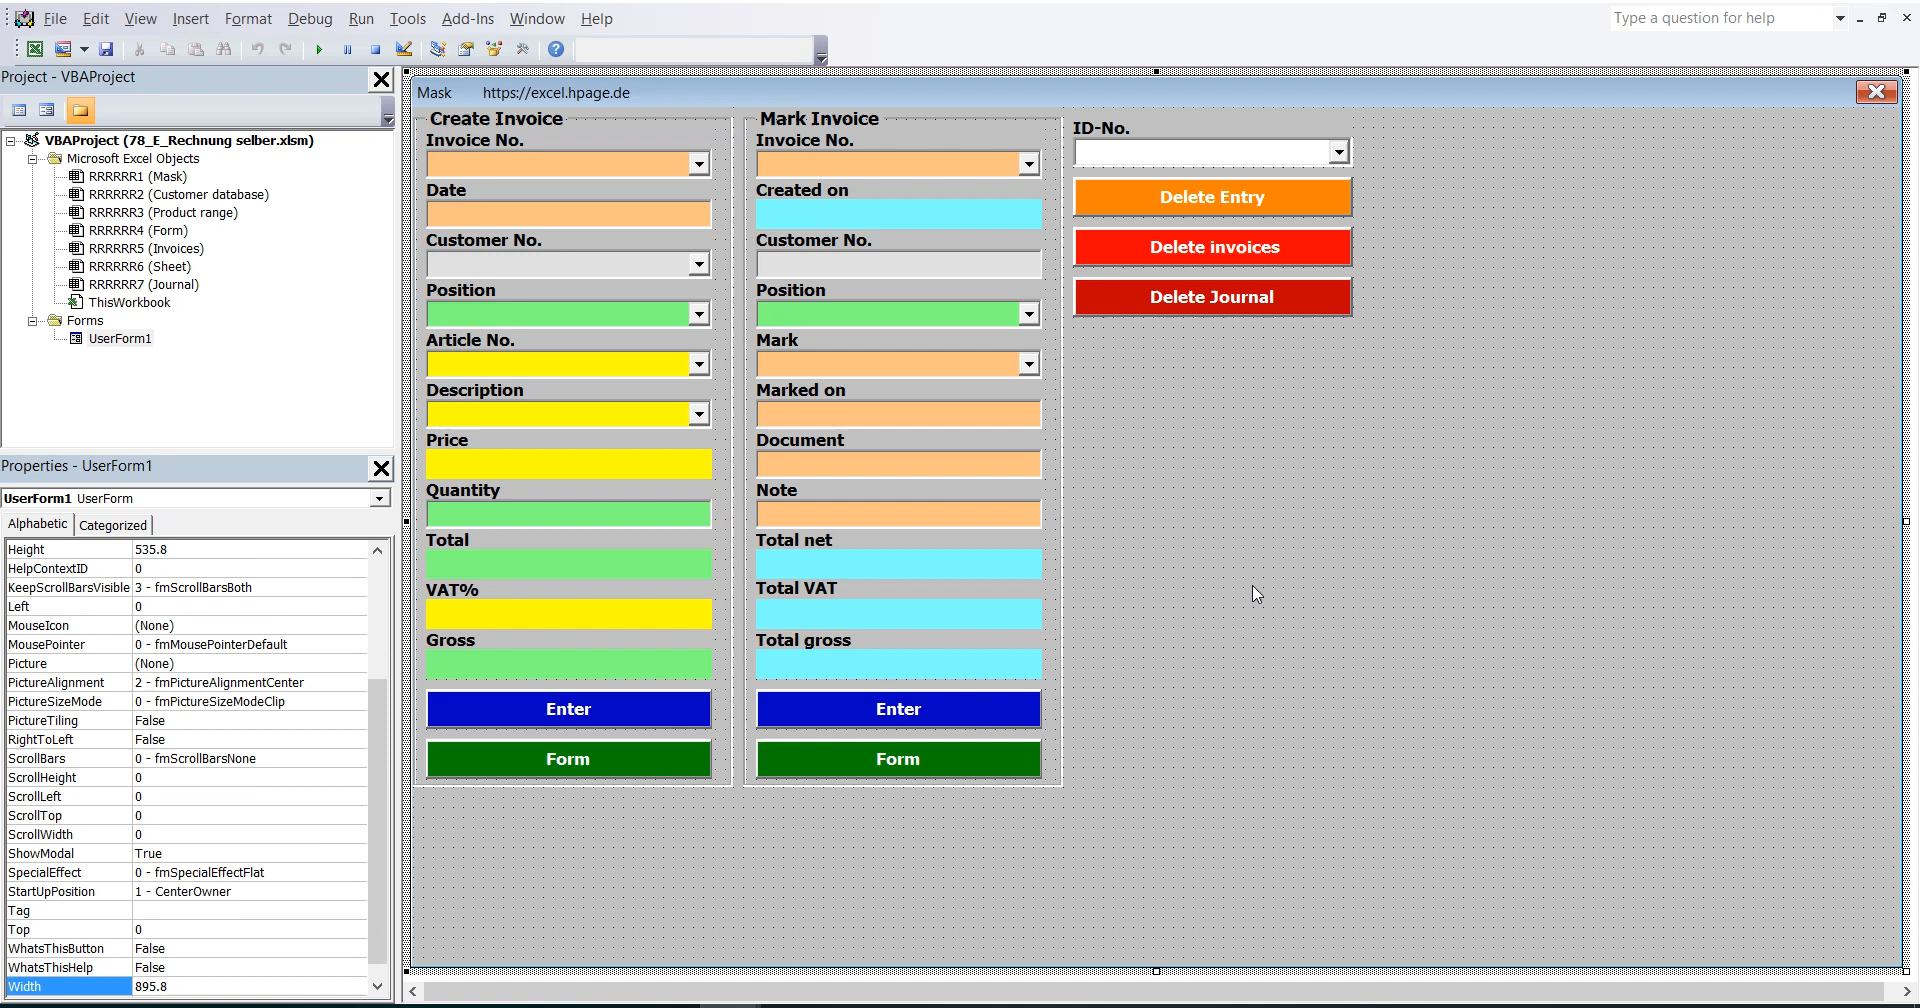 File Edit View Insert Format Debug Run Tools Add-Ins Window Help
Type a question for help
Project - VBAProject
VBAProject (78_E_Rechnung selber.xlsm)
Microsoft Excel Objects
RRRRRR1 (Mask)
RRRRRR2 (Customer database)
RRRRRR3 (Product range)
RRRRRR4 (Form)
RRRRRR5 (Invoices)
RRRRRR6 (Sheet)
RRRRRR7 (Journal)
ThisWorkbook
Forms
UserForm1
Properties - UserForm1
UserForm1 UserForm
Alphabetic Categorized
Height 535.8
HelpContextID 0
KeepScrollBarsVisible 3 - fmScrollBarsBoth
Left 0
MouseIcon (None)
MousePointer 0 - fmMousePointerDefault
Picture (None)
PictureAlignment 2 - fmPictureAlignmentCenter
PictureSizeMode 0 - fmPictureSizeModeClip
PictureTiling False
RightToLeft False
ScrollBars 0 - fmScrollBarsNone
ScrollHeight 0
ScrollLeft 0
ScrollTop 0
ScrollWidth 0
ShowModal True
SpecialEffect 0 - fmSpecialEffectFlat
StartUpPosition 1 - CenterOwner
Tag
Top 0
WhatsThisButton False
WhatsThisHelp False
Width 895.8
Mask https://excel.hpage.de
Create Invoice
Invoice No.
Date
Customer No.
Position
Article No.
Description
Price
Quantity
Total
VAT%
Gross
Enter
Form
Mark Invoice
Invoice No.
Created on
Customer No.
Position
Mark
Marked on
Document
Note
Total net
Total VAT
Total gross
Enter
Form
ID-No.
Delete Entry
Delete invoices
Delete Journal